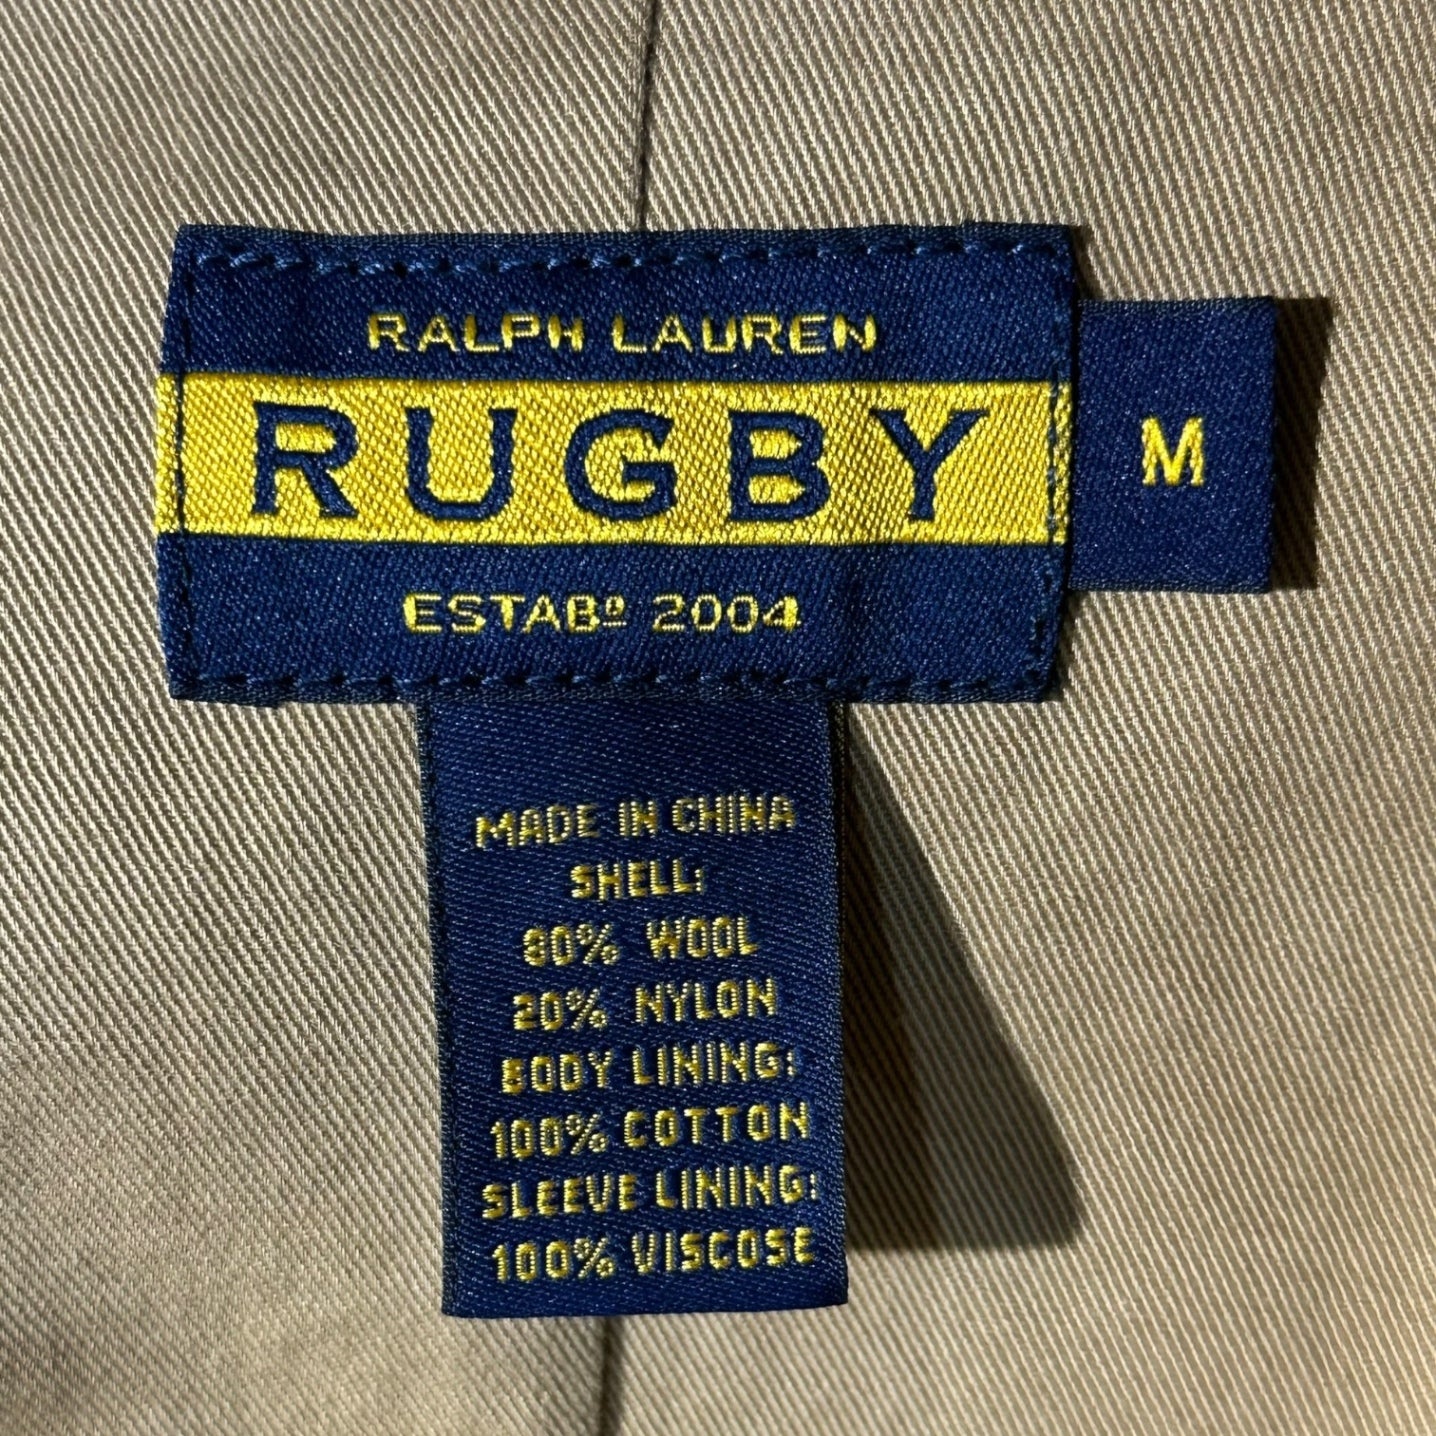 RALPH LAUREN
RUGBY
M
ESTABᴰ 2004
MADE IN CHINA
SHELL:
80% WOOL
20% NYLON
BODY LINING:
100% COTTON
SLEEVE LINING:
100% VISCOSE